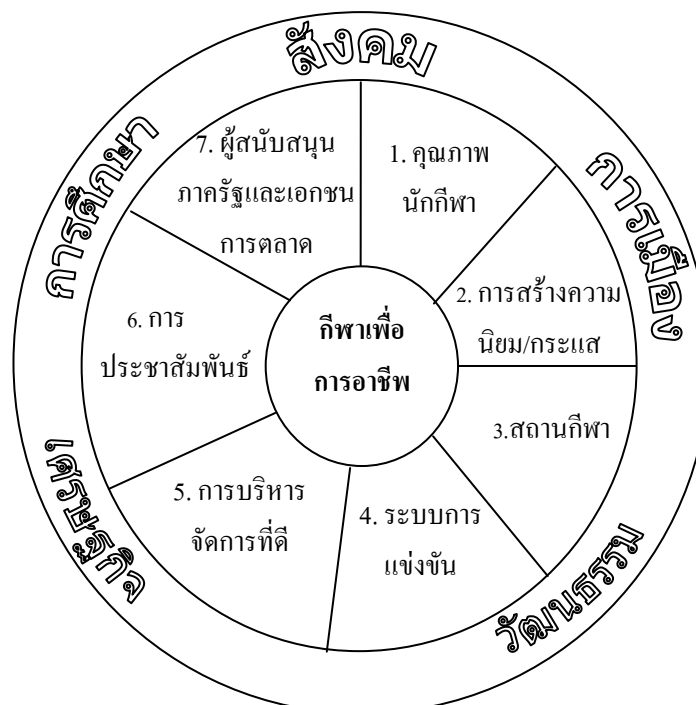 สังคม
การเมือง
วัฒนธรรม
เศรษฐกิจ
การศึกษา
1. คุณภาพ
นักกีฬา
2. การสร้างความ
นิยม/กระแส
3.สถานกีฬา
4. ระบบการ
แข่งขัน
5. การบริหาร
จัดการที่ดี
6. การ
ประชาสัมพันธ์
7. ผู้สนับสนุน
ภาครัฐและเอกชน
การตลาด
กีฬาเพื่อ
การอาชีพ